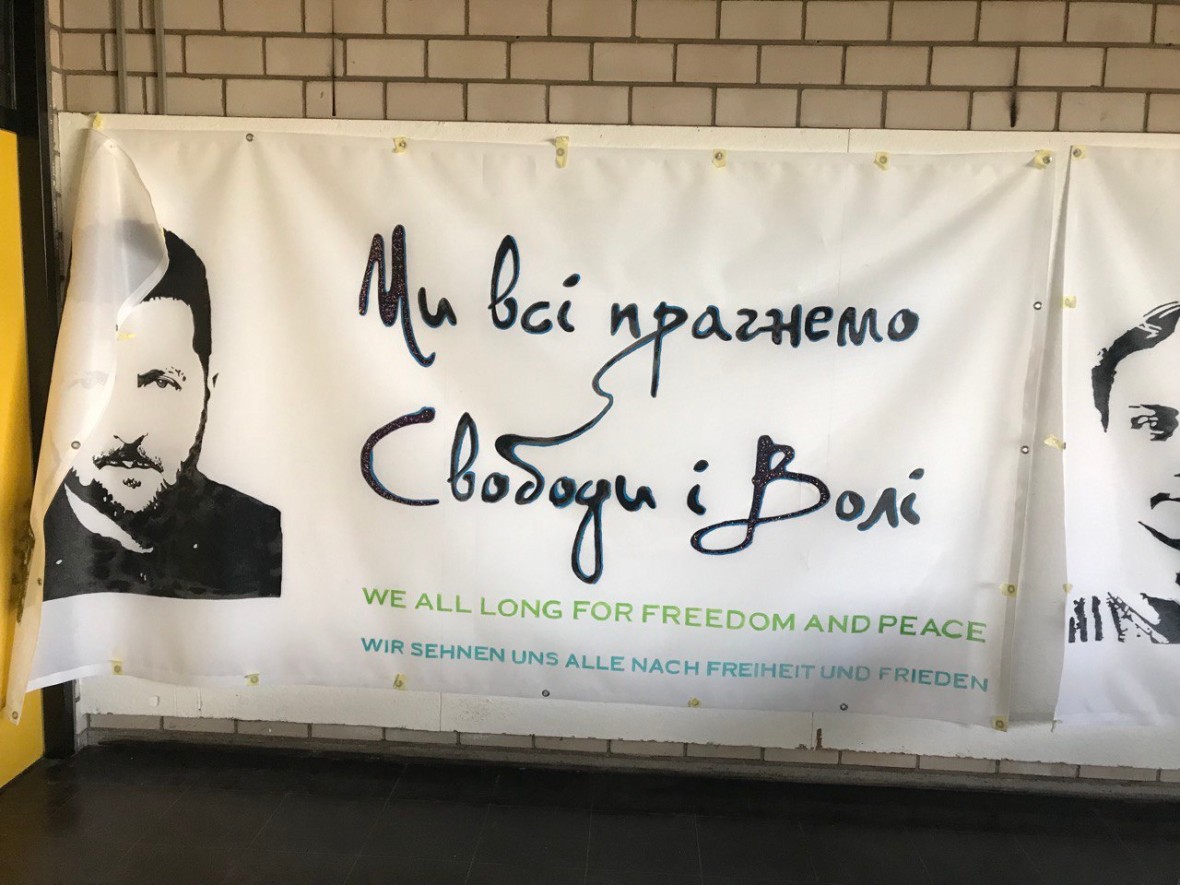 Ми всі прагнемо
Свободи і Волі
WE ALL LONG FOR FREEDOM AND PEACE
WIR SEHNEN UNS ALLE NACH FREIHEIT UND FRIEDEN